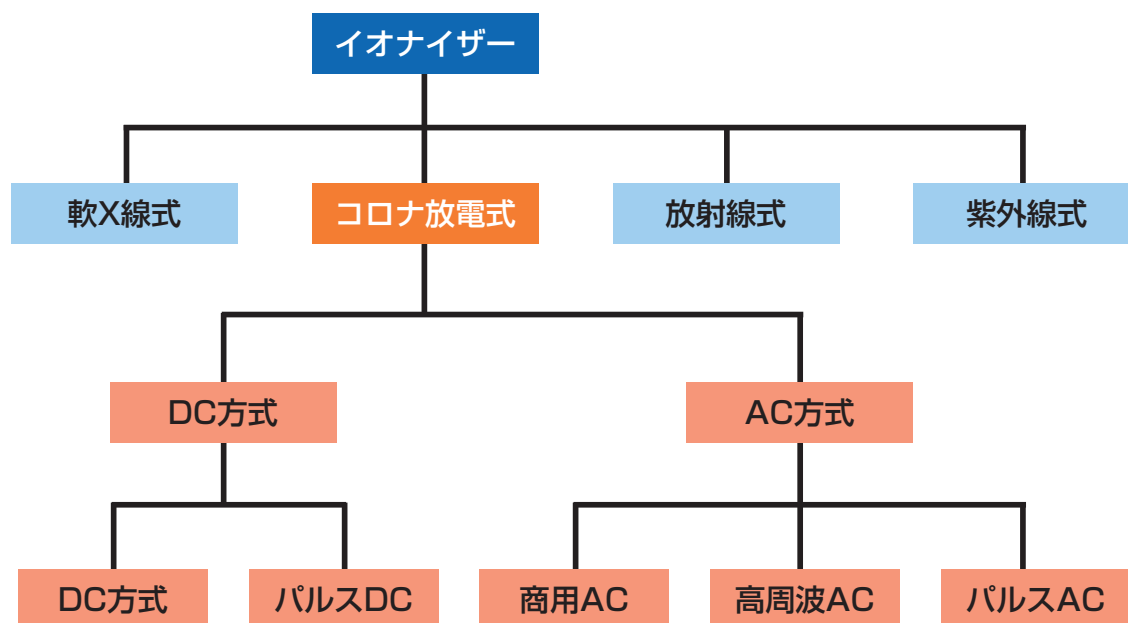 イオナイザー
軟X線式
コロナ放電式
放射線式
紫外線式
DC方式
AC方式
DC方式
パルスDC
商用AC
高周波AC
パルスAC